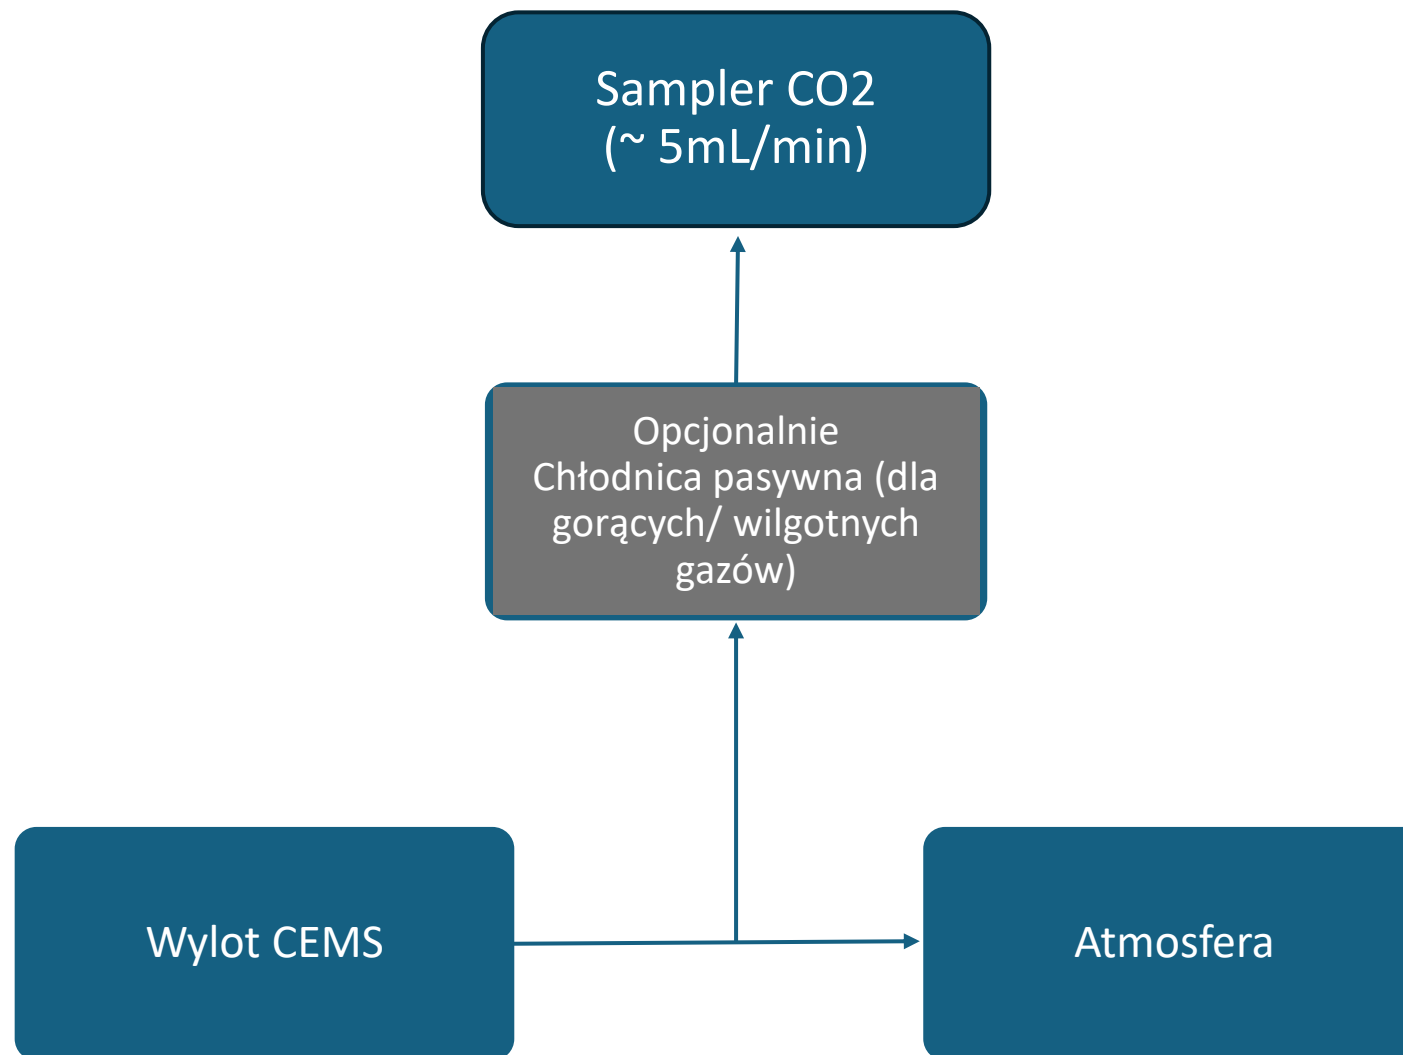 Sampler CO2
(~ 5mL/min)
Opcjonalnie
Chłodnica pasywna (dla
gorących/ wilgotnych
gazów)
Wylot CEMS
Atmosfera